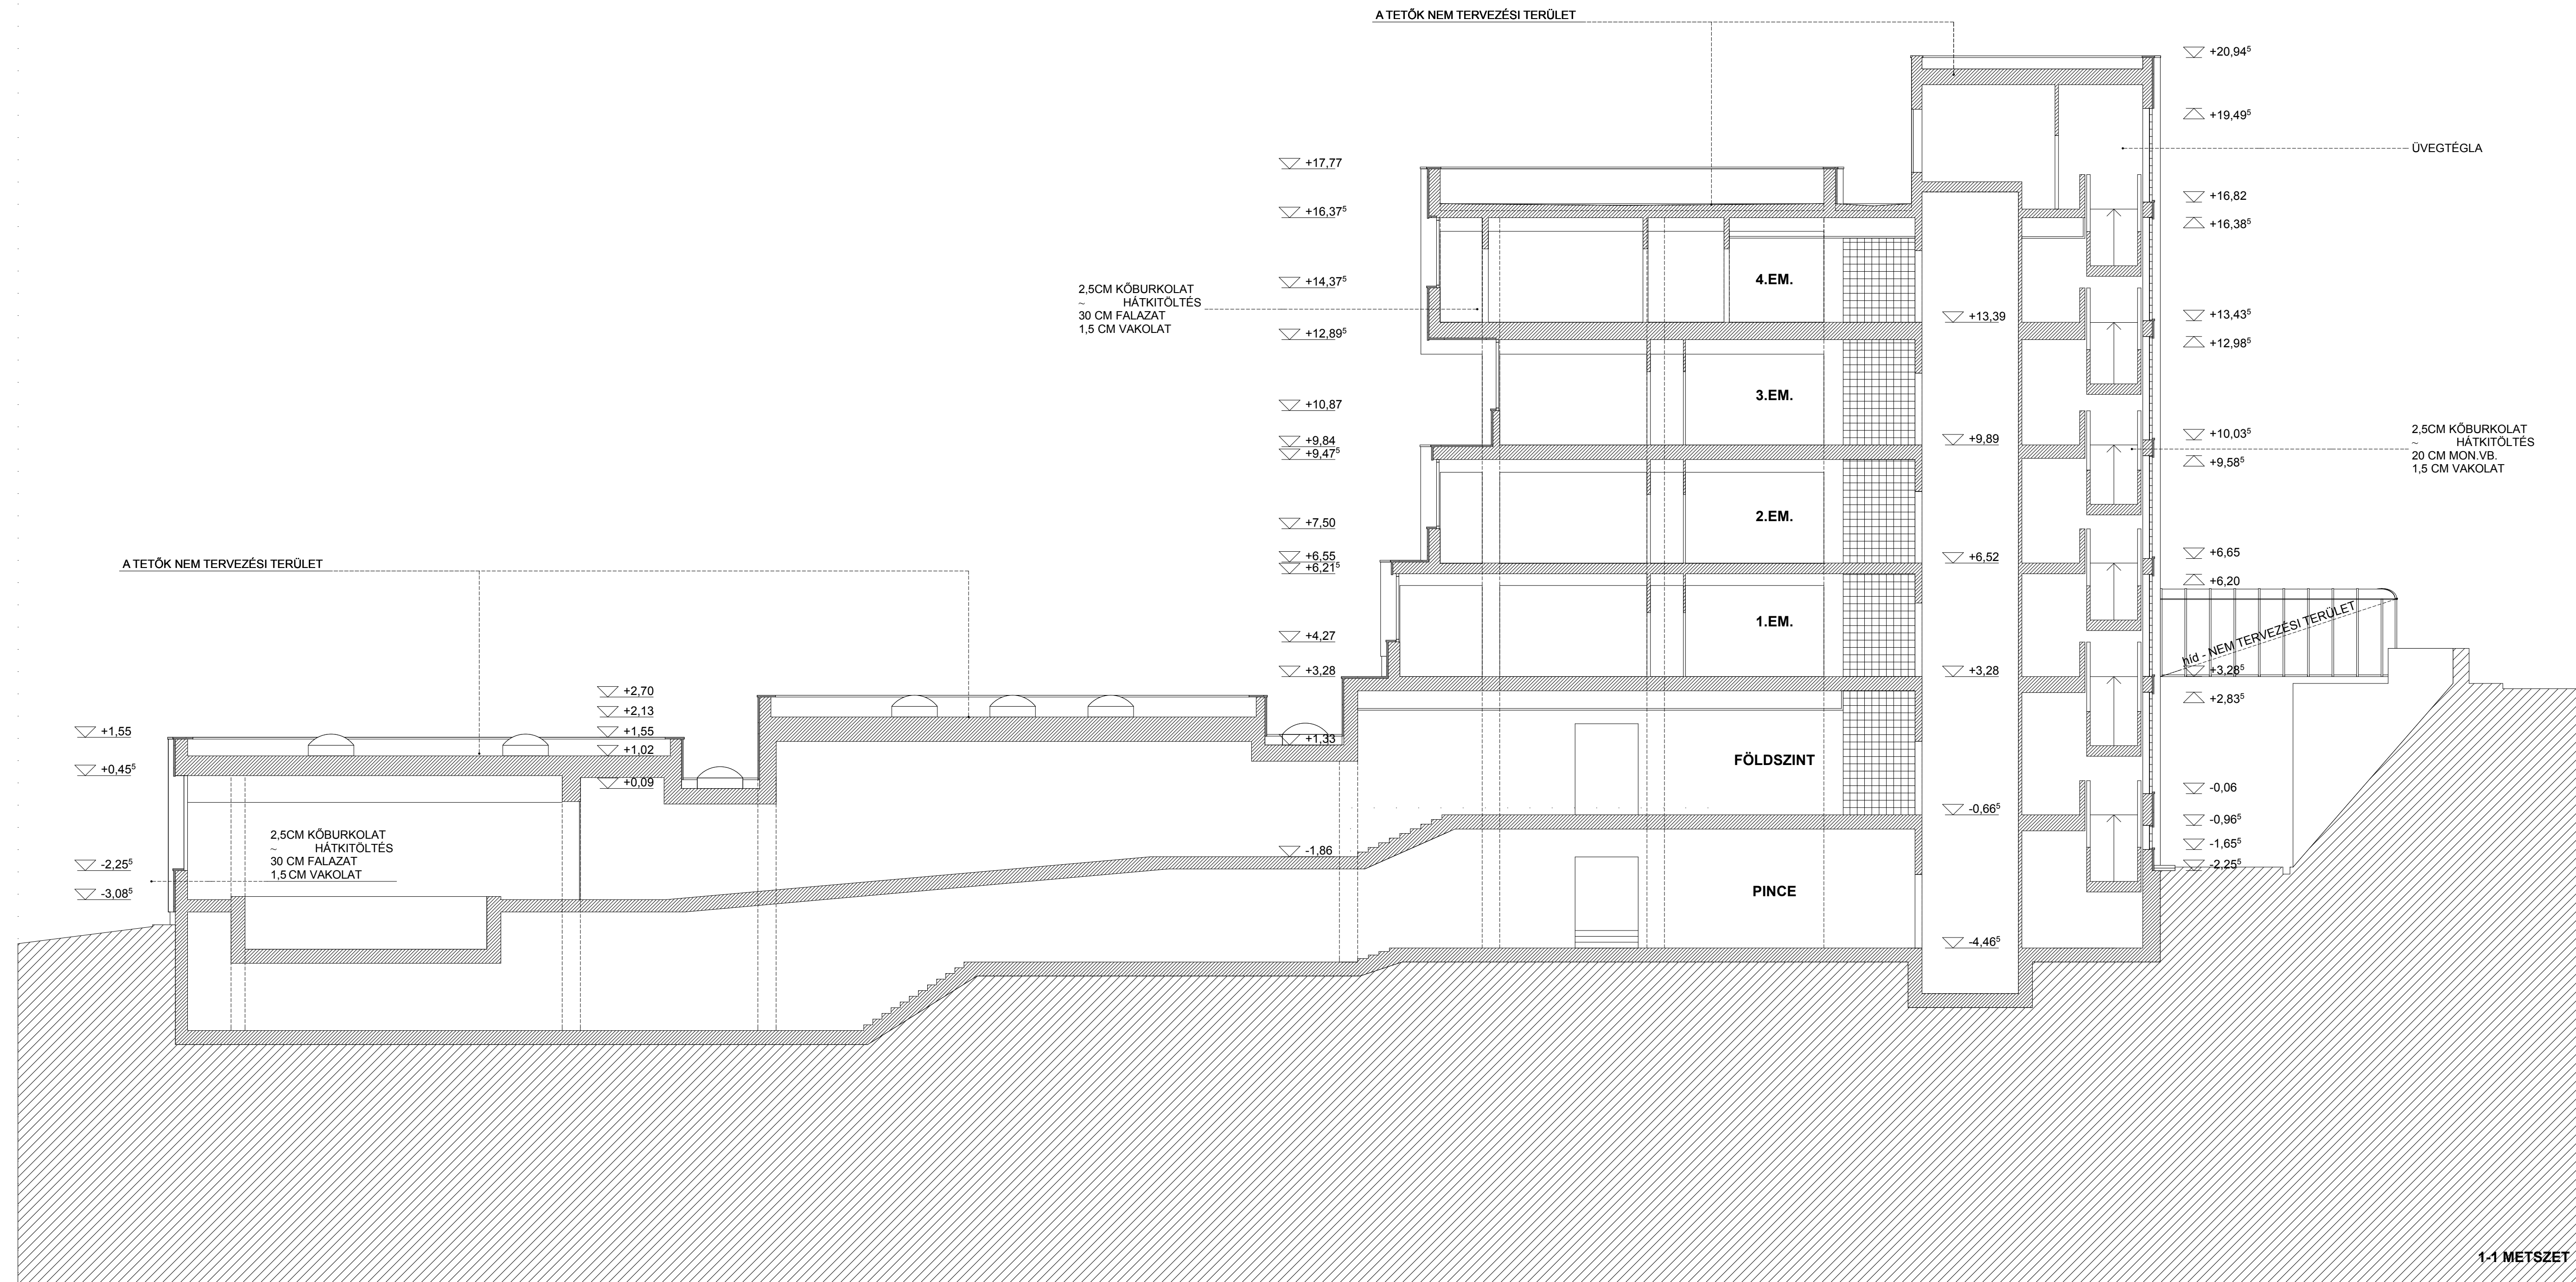 A TETŐK NEM TERVEZÉSI TERÜLET
+20,94⁵
+19,49⁵
ÜVEGTÉGLA
+17,77
+16,82
+16,37⁵
+16,38⁵
4.EM.
+14,37⁵
2,5CM KŐBURKOLAT
~ HÁTKITÖLTÉS
30 CM FALAZAT
1,5 CM VAKOLAT
+13,39
+13,43⁵
+12,89⁵
+12,98⁵
3.EM.
+10,87
+9,84
+9,47⁵
+9,89
+10,03⁵
+9,58⁵
2,5CM KŐBURKOLAT
~ HÁTKITÖLTÉS
20 CM MON.VB.
1,5 CM VAKOLAT
2.EM.
+7,50
+6,55
+6,21⁵
+6,52
+6,65
+6,20
A TETŐK NEM TERVEZÉSI TERÜLET
1.EM.
+4,27
+3,28
+3,28
híd - NEM TERVEZÉSI TERÜLET
+3,28⁵
+2,83⁵
+2,70
+2,13
+1,55
+1,02
+0,09
+1,55
+0,45⁵
+1,33
FÖLDSZINT
-0,66⁵
-0,06
-0,96⁵
-1,65⁵
-2,25⁵
2,5CM KŐBURKOLAT
~ HÁTKITÖLTÉS
30 CM FALAZAT
1,5 CM VAKOLAT
-2,25⁵
-3,08⁵
-1,86
PINCE
-4,46⁵
1-1 METSZET